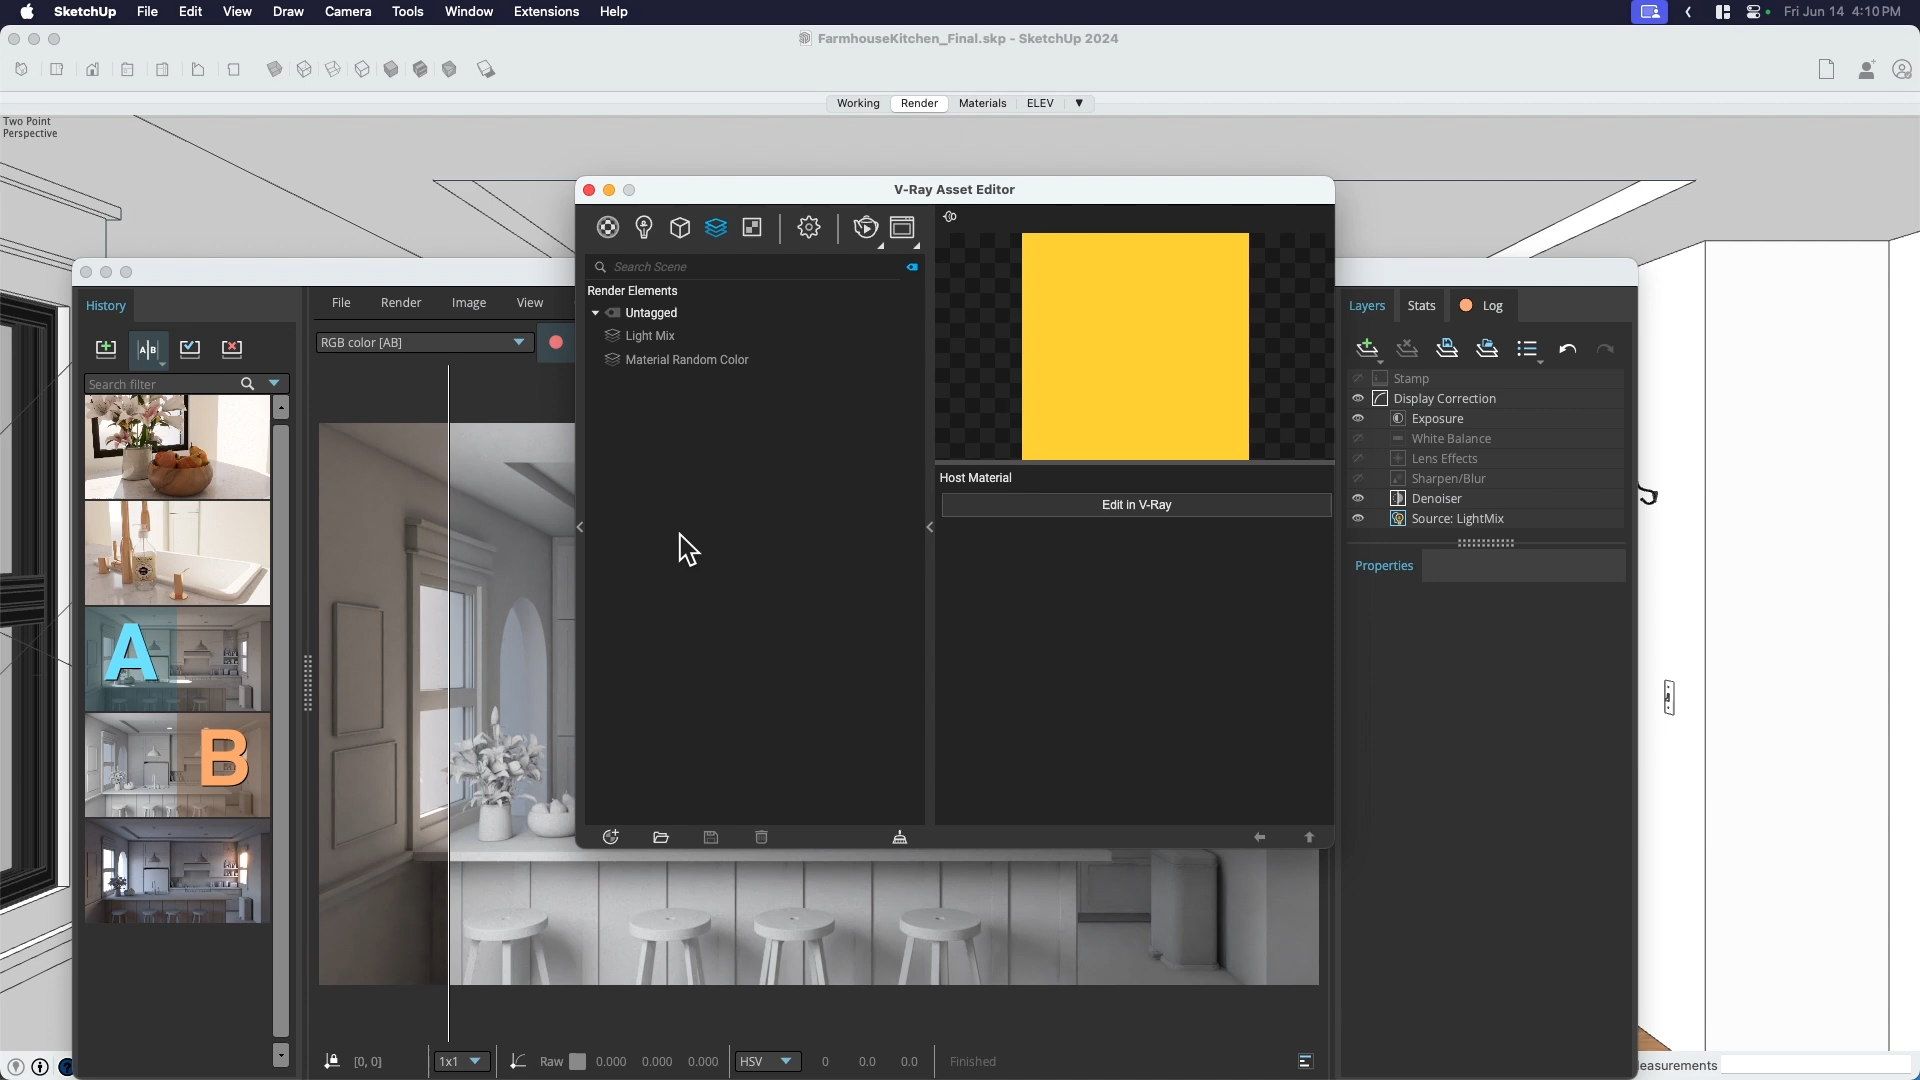 SketchUp File Edit View Draw Camera Tools Window Extensions Help
Fri Jun 14 4:10 PM
FarmhouseKitchen_Final.skp - SketchUp 2024
Working Render Materials ELEV
Two Point
Perspective
V-Ray Asset Editor
Search Scene
Render Elements
Untagged
Light Mix
Material Random Color
Host Material
Edit in V-Ray
History
Search filter
A
B
File Render Image View
RGB color [AB]
Layers Stats Log
Stamp
Display Correction
Exposure
White Balance
Lens Effects
Sharpen/Blur
Denoiser
Source: LightMix
Properties
[0, 0] 1x1 Raw 0.000 0.000 0.000 HSV 0 0.0 0.0 Finished
easurements